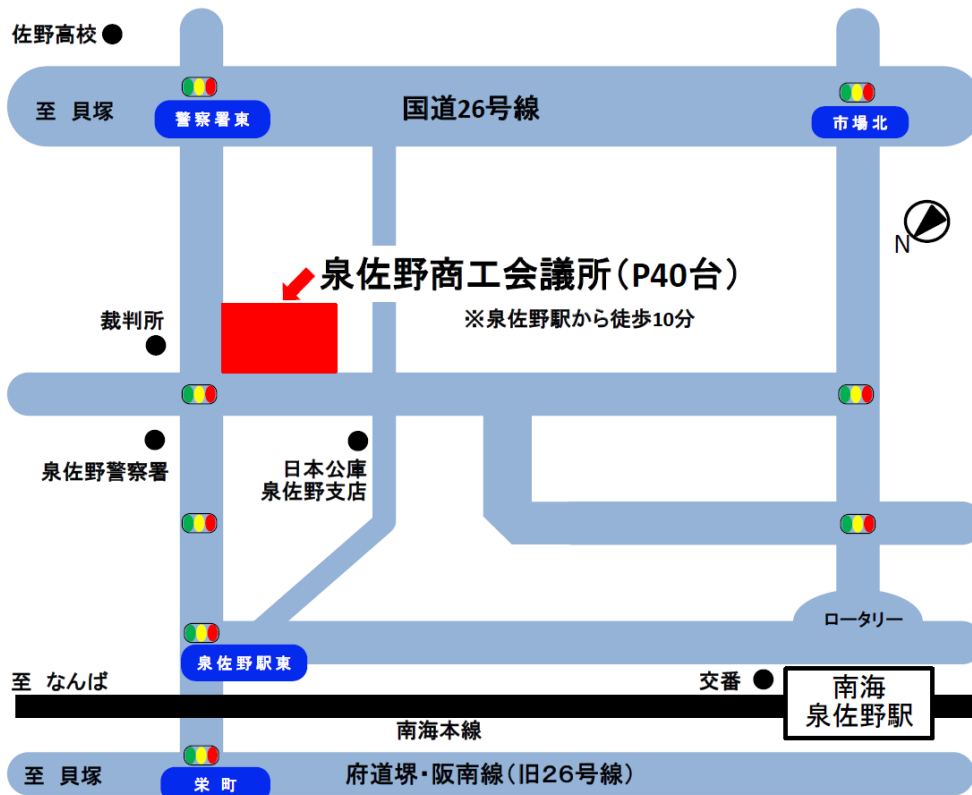 佐野高校
至 貝塚
警察署東
国道26号線
市場北
N
泉佐野商工会議所(P40台)
※泉佐野駅から徒歩10分
裁判所
泉佐野警察署
日本公庫
泉佐野支店
ロータリー
泉佐野駅東
至 なんば
交番
南海
泉佐野駅
南海本線
至 貝塚
栄町
府道堺・阪南線(旧26号線)